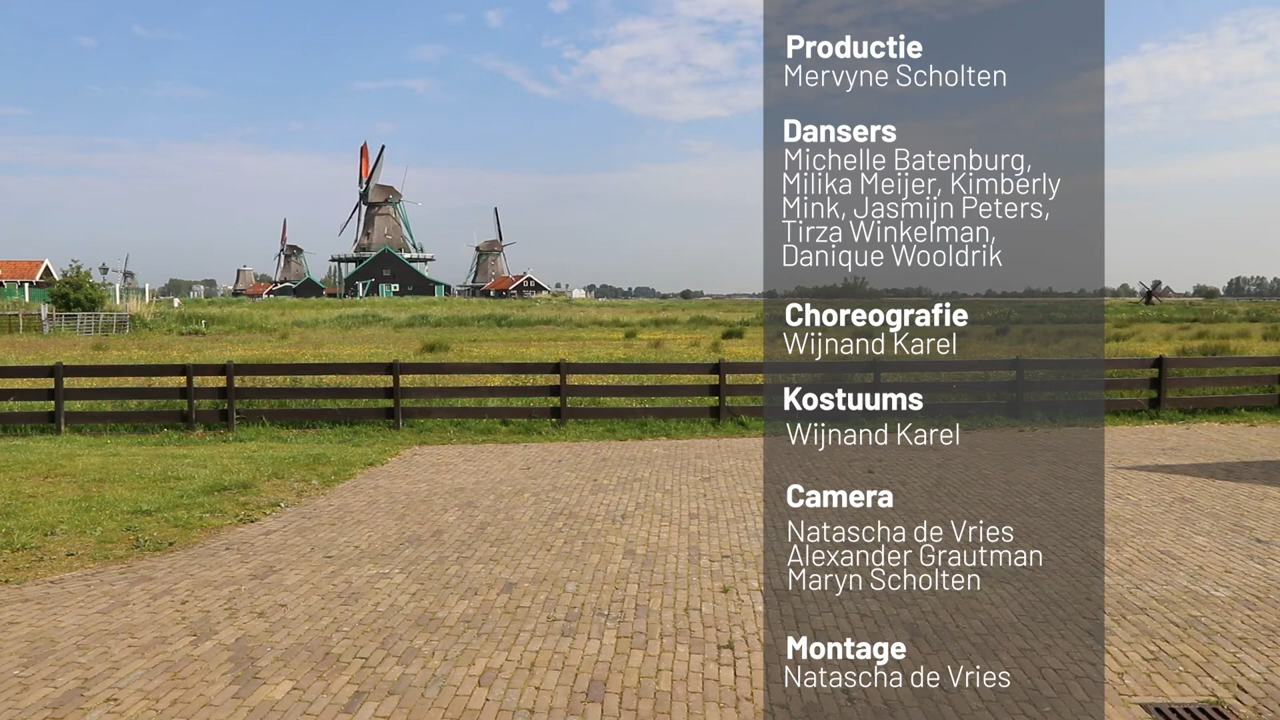 Productie
Mervyne Scholten
Dansers
Michelle Batenburg,
Milika Meijer, Kimberly
Mink, Jasmijn Peters,
Tirza Winkelman,
Danique Wooldrik
Choreografie
Wijnand Karel
Kostuums
Wijnand Karel
Camera
Natascha de Vries
Alexander Grautman
Maryn Scholten
Montage
Natascha de Vries